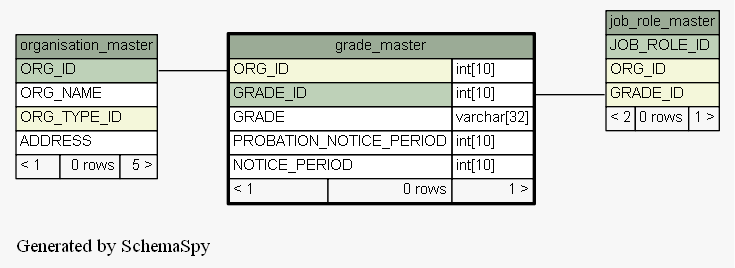 organisation_master
ORG_ID
ORG_NAME
ORG_TYPE_ID
ADDRESS
< 1 0 rows 5 >
grade_master
ORG_ID int[10]
GRADE_ID int[10]
GRADE varchar[32]
PROBATION_NOTICE_PERIOD int[10]
NOTICE_PERIOD int[10]
< 1 0 rows 1 >
job_role_master
JOB_ROLE_ID
ORG_ID
GRADE_ID
< 2 0 rows 1 >
Generated by SchemaSpy